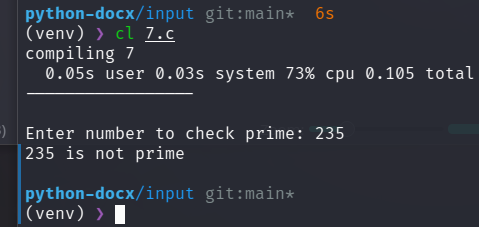 python-docx/input git:main* 6s
(venv) ❯ cl 7.c
compiling 7
0.05s user 0.03s system 73% cpu 0.105 total
—————————————————
Enter number to check prime: 235
235 is not prime
python-docx/input git:main*
(venv) ❯